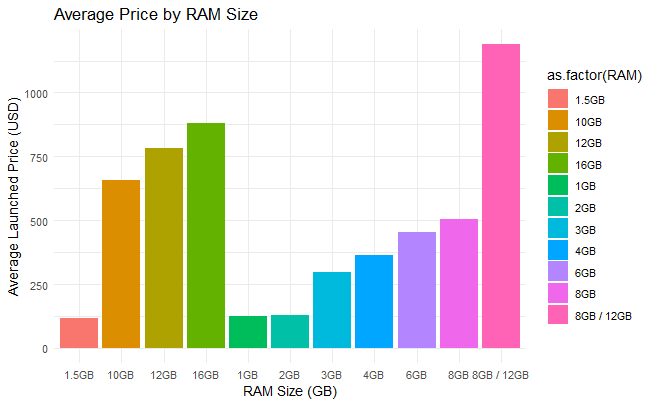 Average Price by RAM Size
Average Launched Price (USD)
1000
750
500
250
0
1.5GB 10GB 12GB 16GB 1GB 2GB 3GB 4GB 6GB 8GB 8GB / 12GB
RAM Size (GB)
as.factor(RAM)
1.5GB
10GB
12GB
16GB
1GB
2GB
3GB
4GB
6GB
8GB
8GB / 12GB